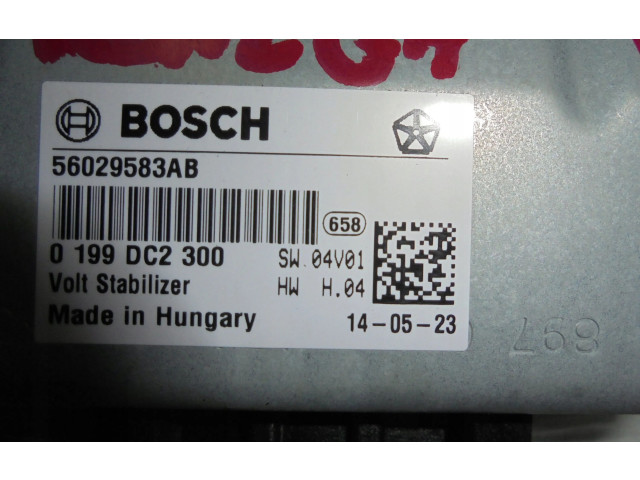 BOSCH
56029583AB
658
0 199 DC2 300 SW 04V01
Volt Stabilizer HW H.04
Made in Hungary 14-05-23